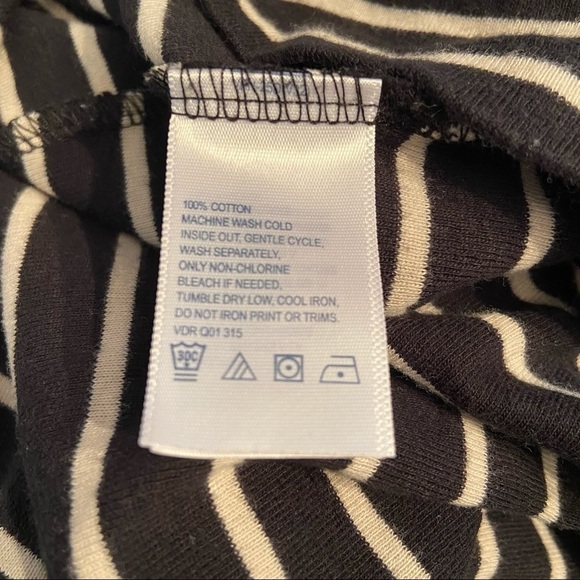 100% COTTON
MACHINE WASH COLD
INSIDE OUT, GENTLE CYCLE,
WASH SEPARATELY,
ONLY NON-CHLORINE
BLEACH IF NEEDED,
TUMBLE DRY LOW, COOL IRON,
DO NOT IRON PRINT OR TRIMS.
VDR Q01 315
30C